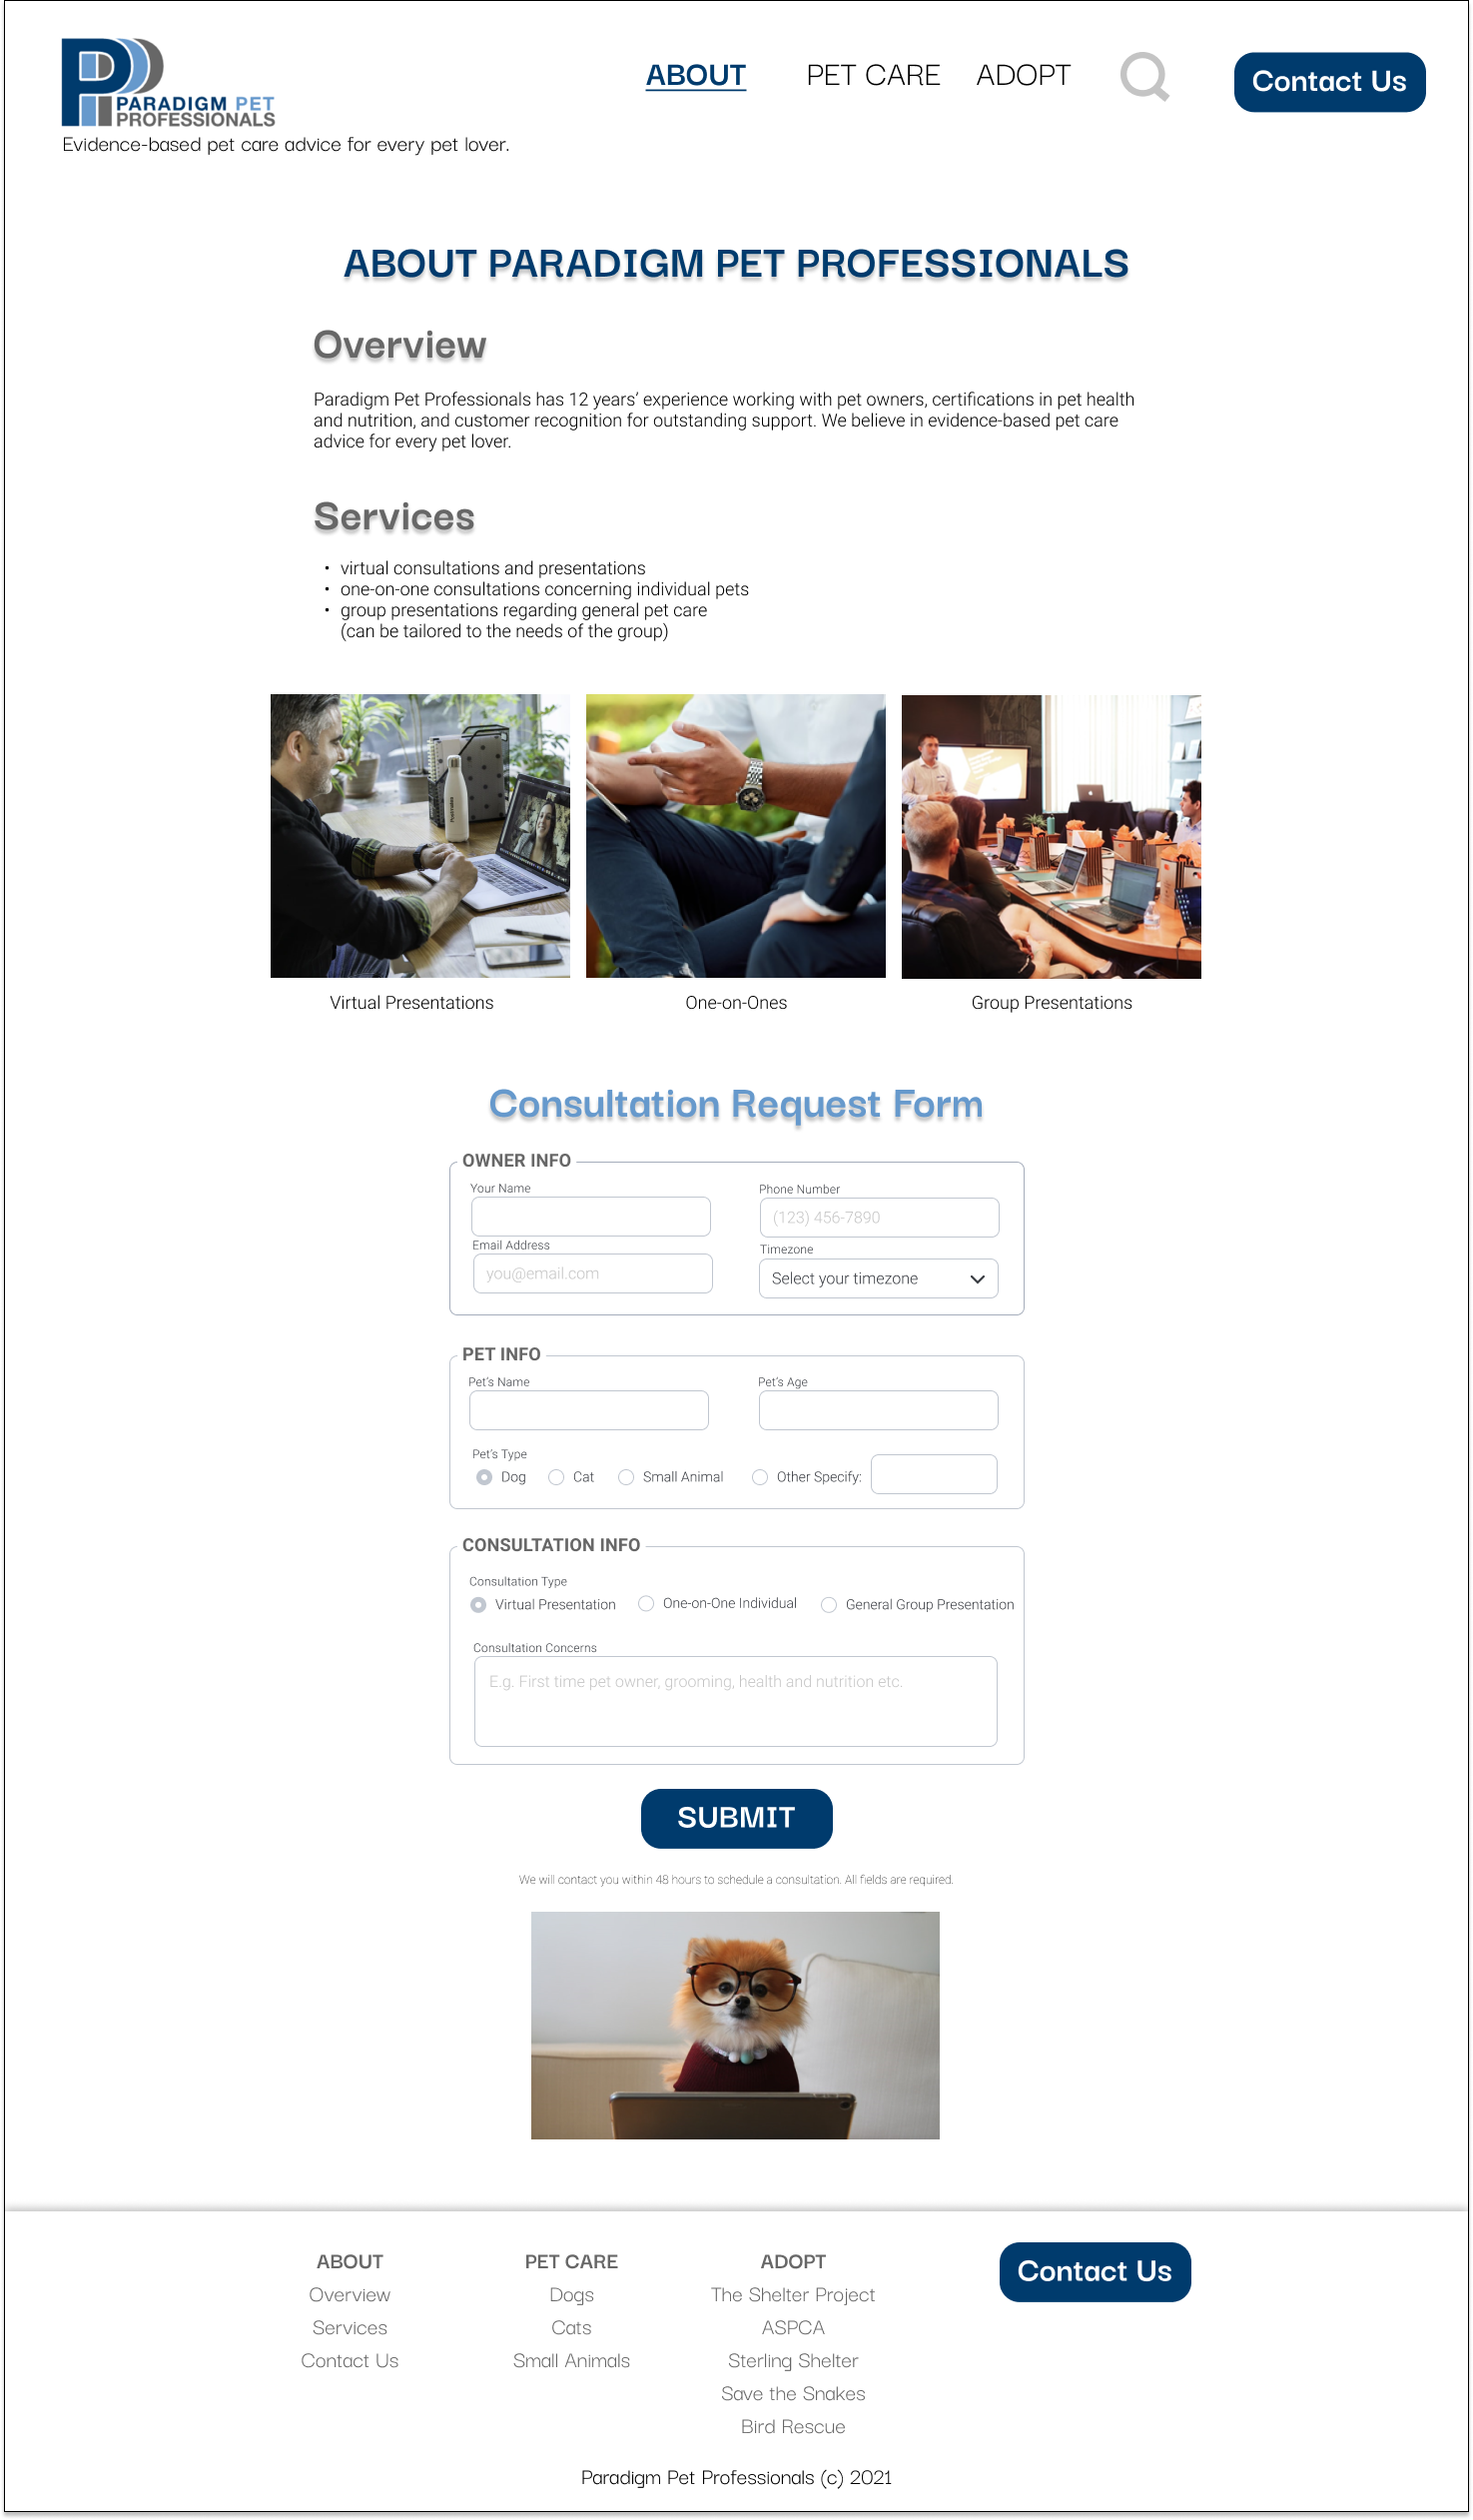 PARADIGM PET
PROFESSIONALS
Evidence-based pet care advice for every pet lover.
ABOUT
PET CARE
ADOPT
Contact Us
ABOUT PARADIGM PET PROFESSIONALS
Overview
Paradigm Pet Professionals has 12 years’ experience working with pet owners, certifications in pet health
and nutrition, and customer recognition for outstanding support. We believe in evidence-based pet care
advice for every pet lover.
Services
• virtual consultations and presentations
• one-on-one consultations concerning individual pets
• group presentations regarding general pet care
(can be tailored to the needs of the group)
Virtual Presentations
One-on-Ones
Group Presentations
Consultation Request Form
OWNER INFO
Your Name
Phone Number
(123) 456-7890
Email Address
you@email.com
Timezone
Select your timezone
PET INFO
Pet's Name
Pet's Age
Pet's Type
Dog
Cat
Small Animal
Other Specify:
CONSULTATION INFO
Consultation Type
Virtual Presentation
One-on-One Individual
General Group Presentation
Consultation Concerns
E.g. First time pet owner, grooming, health and nutrition etc.
SUBMIT
We will contact you within 48 hours to schedule a consultation. All fields are required.
ABOUT
Overview
Services
Contact Us
PET CARE
Dogs
Cats
Small Animals
ADOPT
The Shelter Project
ASPCA
Sterling Shelter
Save the Snakes
Bird Rescue
Contact Us
Paradigm Pet Professionals (c) 2021